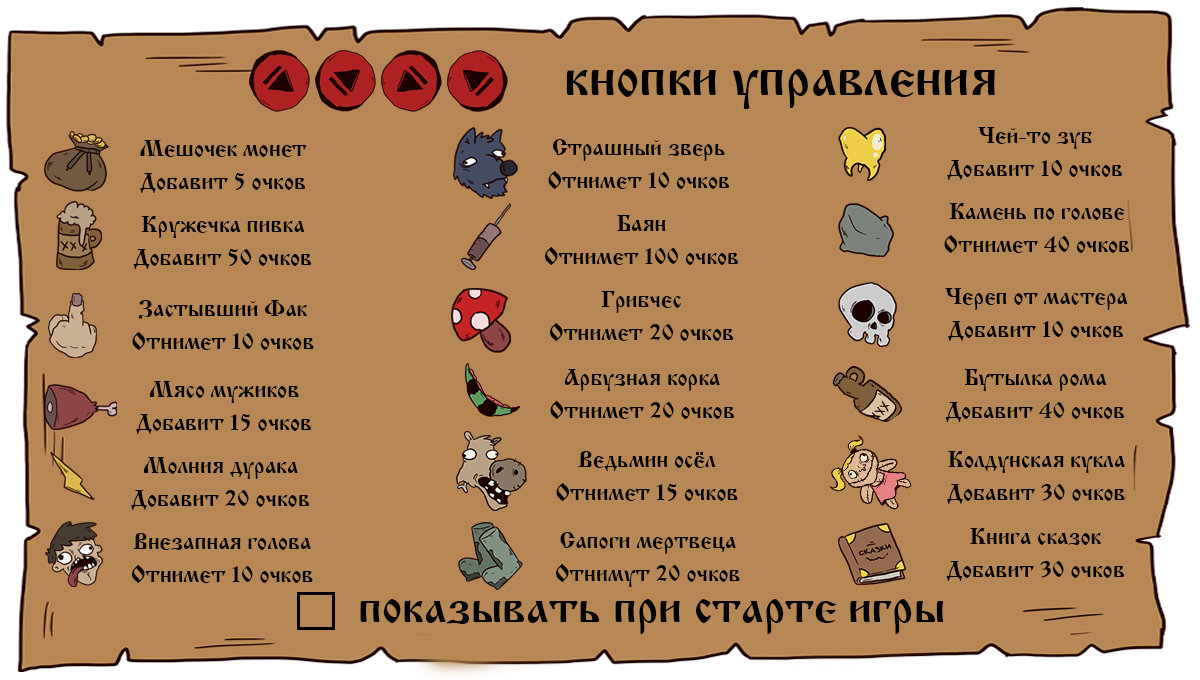 КНОПКИ УПРАВЛЕНИЯ
Мешочек монет
Добавит 5 очков
Кружечка пивка
Добавит 50 очков
Застывший Фак
Отнимет 10 очков
Мясо мужиков
Добавит 15 очков
Молния дурака
Добавит 20 очков
Внезапная голова
Отнимет 10 очков
Страшный зверь
Отнимет 10 очков
Баян
Отнимет 100 очков
Грибчес
Отнимет 20 очков
Арбузная корка
Отнимет 20 очков
Ведьмин осёл
Отнимет 15 очков
Сапоги мертвеца
Отнимут 20 очков
Чей-то зуб
Добавит 10 очков
Камень по голове
Отнимет 40 очков
Череп от мастера
Добавит 10 очков
Бутылка рома
Добавит 40 очков
Колдунская кукла
Добавит 30 очков
СКАЗКИ
Книга сказок
Добавит 30 очков
ПОКАЗЫВАТЬ ПРИ СТАРТЕ ИГРЫ